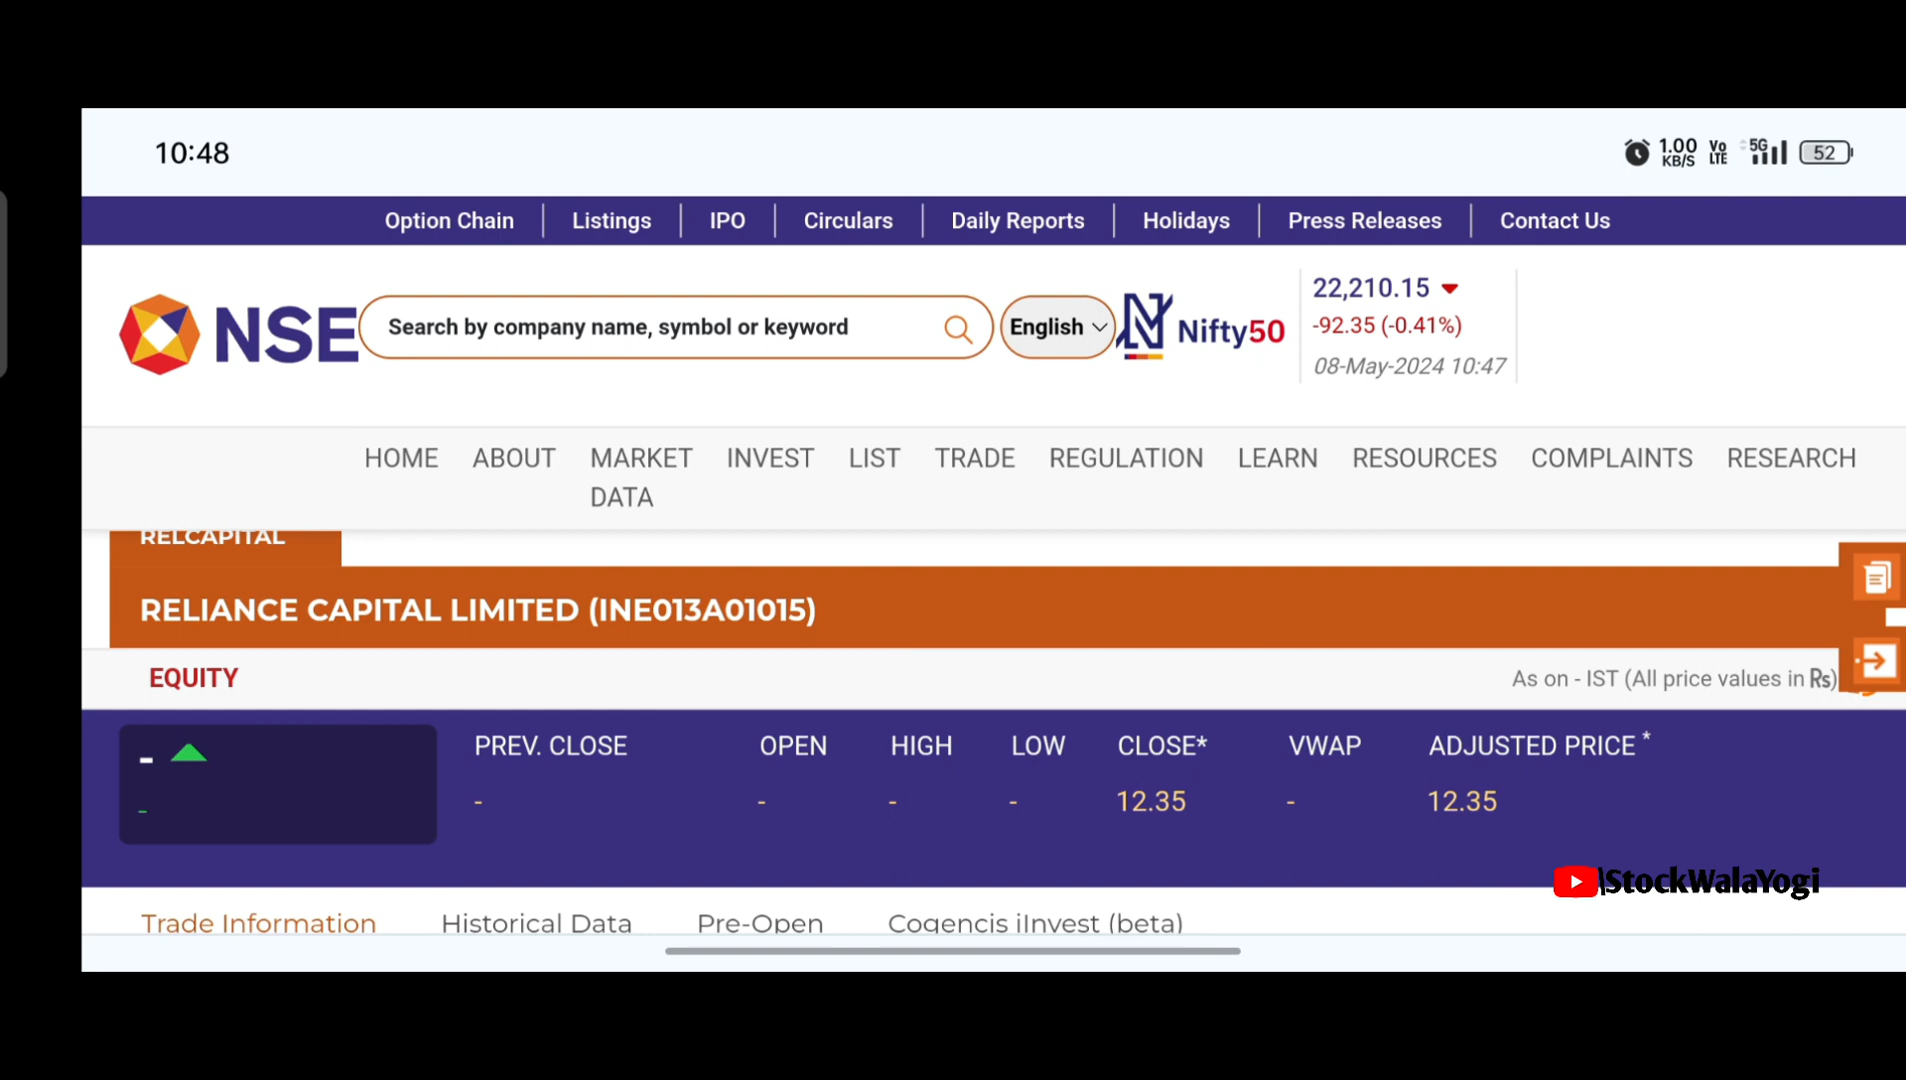 10:48
1.00 KB/S Vo LTE 5G 52
Option Chain Listings IPO Circulars Daily Reports Holidays Press Releases Contact Us
NSE
Search by company name, symbol or keyword
English
Nifty50
22,210.15
-92.35 (-0.41%)
08-May-2024 10:47
HOME ABOUT MARKET DATA INVEST LIST TRADE REGULATION LEARN RESOURCES COMPLAINTS RESEARCH
RELCAPITAL
RELIANCE CAPITAL LIMITED (INE013A01015)
EQUITY
As on - IST (All price values in Rs)
-
-
PREV. CLOSE OPEN HIGH LOW CLOSE* VWAP ADJUSTED PRICE *
- - - - 12.35 - 12.35
\StockWalaYogi
Trade Information Historical Data Pre-Open Cogencis iInvest (beta)